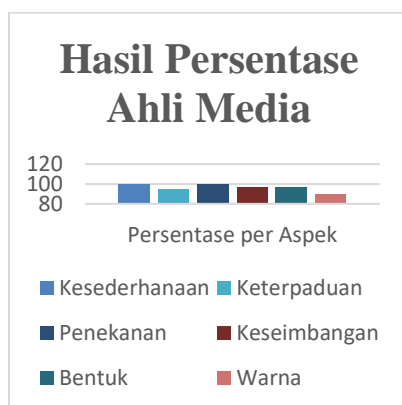 Hasil Persentase
Ahli Media
120
100
80
Persentase per Aspek
Kesederhanaan Keterpaduan
Penekanan Keseimbangan
Bentuk Warna